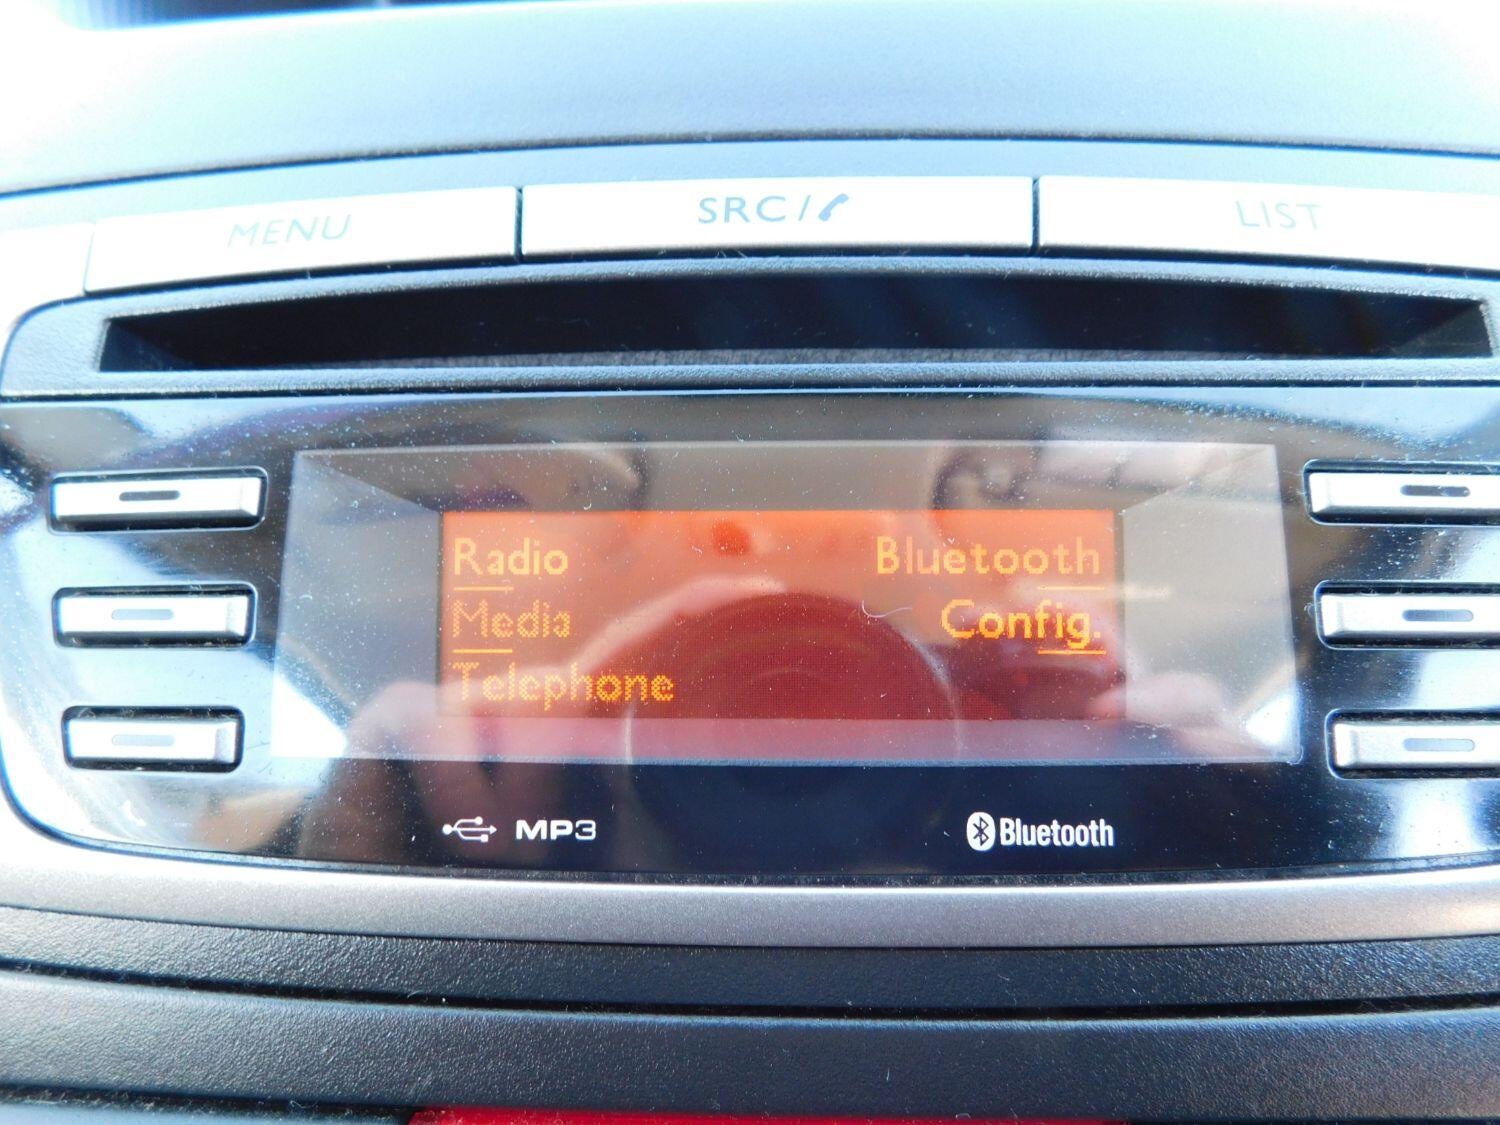 MENU
SRC/
LIST
Radio
Bluetooth
Media
Config.
Telephone
MP3
Bluetooth